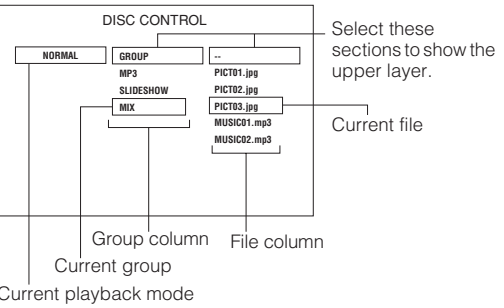 DISC CONTROL
Select these
sections to show the
upper layer.
NORMAL
GROUP
--
MP3
PICT01.jpg
SLIDESHOW
PICT02.jpg
MIX
PICT03.jpg
Current file
MUSIC01.mp3
MUSIC02.mp3
Group column
File column
Current group
Current playback mode